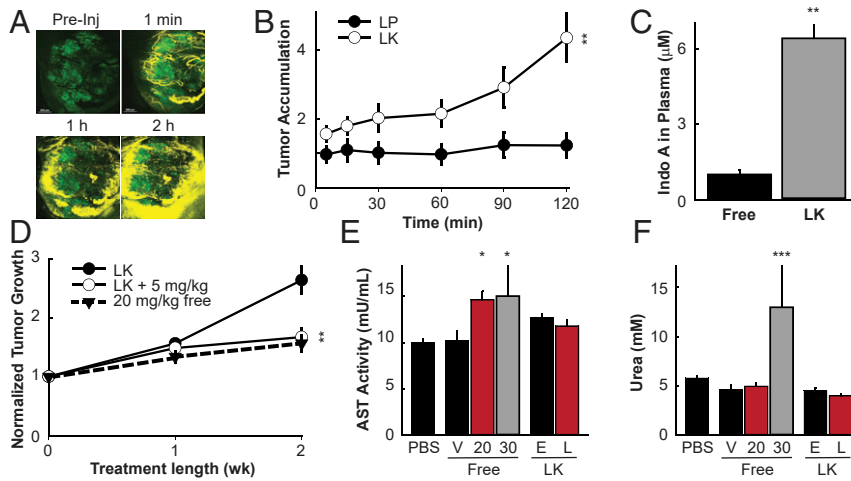 A
Pre-Inj
1 min
1 h
2 h
B
LP
LK
Tumor Accumulation
4
2
0
0
30
60
90
120
Time (min)
**
C
**
Indo A in Plasma (µM)
6
3
0
Free
LK
D
Normalized Tumor Growth
3
2
1
0
LK
LK + 5 mg/kg
20 mg/kg free
**
0
1
2
Treatment length (wk)
E
AST Activity (mU/mL)
15
10
5
0
*
*
PBS
V
20
30
E
L
Free
LK
F
Urea (mM)
15
10
5
0
***
PBS
V
20
30
E
L
Free
LK